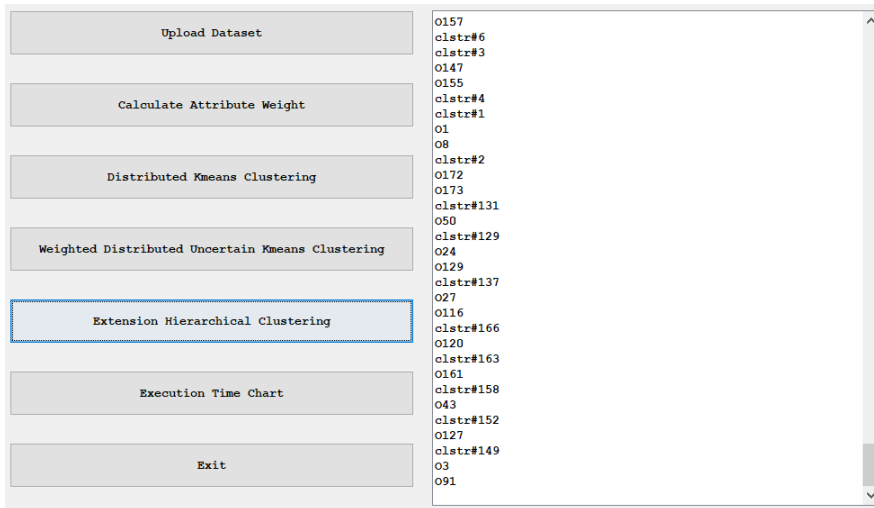 Upload Dataset
Calculate Attribute Weight
Distributed Kmeans Clustering
Weighted Distributed Uncertain Kmeans Clustering
Extension Hierarchical Clustering
Execution Time Chart
Exit
O157
clstr#6
clstr#3
O147
O155
clstr#4
clstr#1
O1
O8
clstr#2
O172
O173
clstr#131
O50
clstr#129
O24
O129
clstr#137
O27
O116
clstr#166
O120
clstr#163
O161
clstr#158
O43
clstr#152
O127
clstr#149
O3
O91